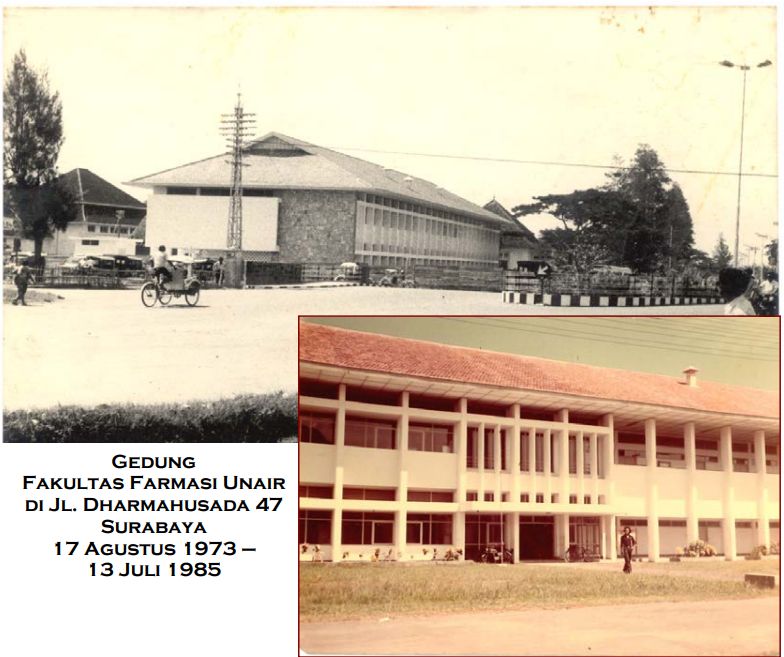 Gedung
Fakultas Farmasi Unair
di Jl. Dharmahusada 47
Surabaya
17 Agustus 1973 –
13 Juli 1985